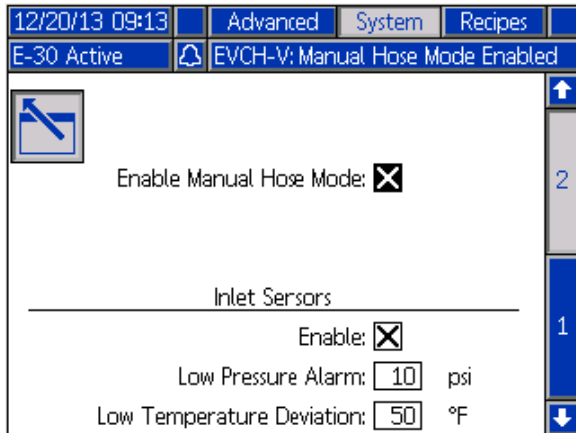 12/20/13 09:13 Advanced System Recipes
E-30 Active EVCH-V: Manual Hose Mode Enabled
Enable Manual Hose Mode:
2
Inlet Sersors
Enable:
1
Low Pressure Alarm: 10 psi
Low Temperature Deviation: 50 °F